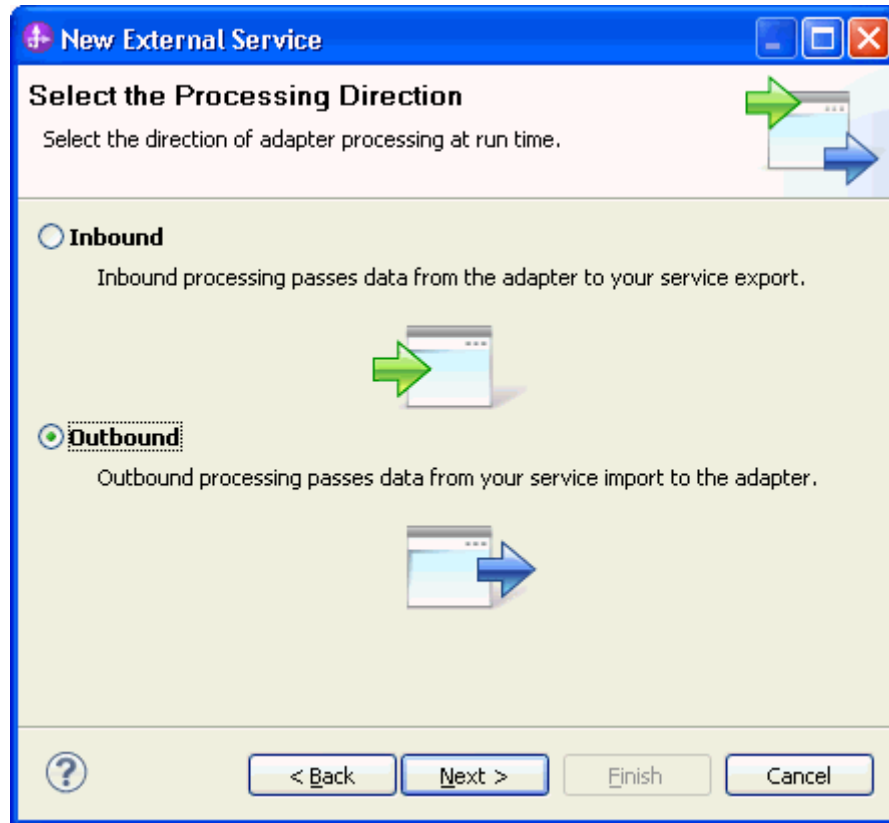 New External Service
Select the Processing Direction
Select the direction of adapter processing at run time.
Inbound
Inbound processing passes data from the adapter to your service export.
Outbound
Outbound processing passes data from your service import to the adapter.
? < Back Next > Finish Cancel